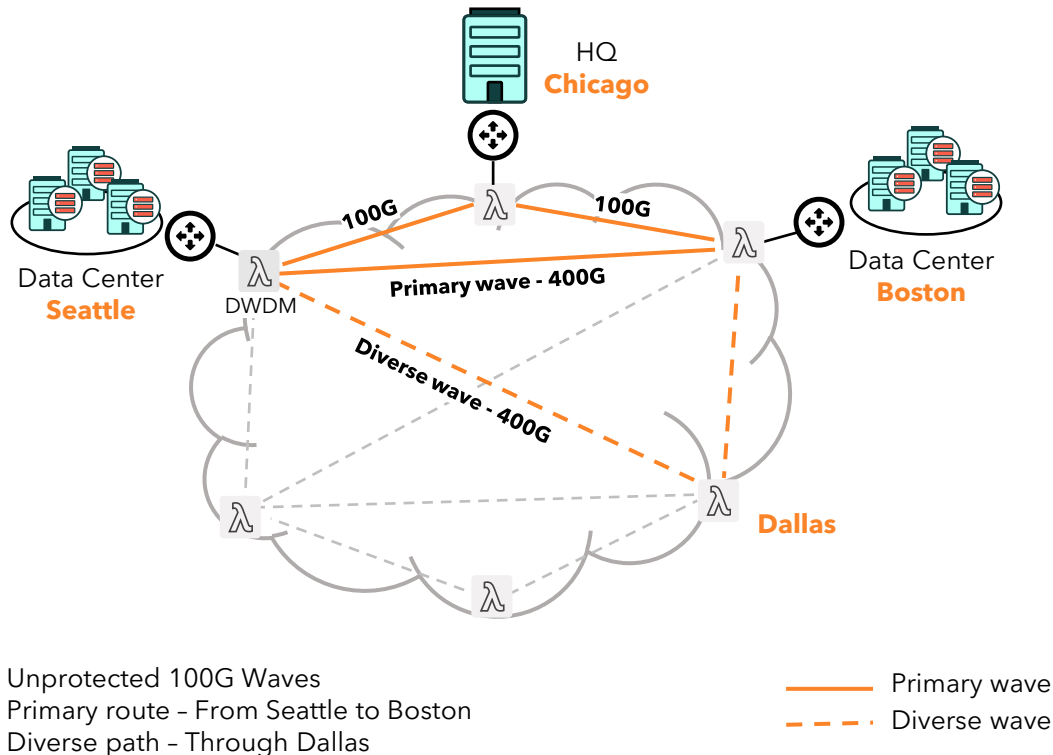 HQ
Chicago
Data Center
Seattle
λ
100G
100G
λ
Data Center
Boston
λ
DWDM
Primary wave - 400G
Diverse wave - 400G
λ
λ
Dallas
λ
Unprotected 100G Waves
Primary route – From Seattle to Boston
Diverse path – Through Dallas
Primary wave
Diverse wave